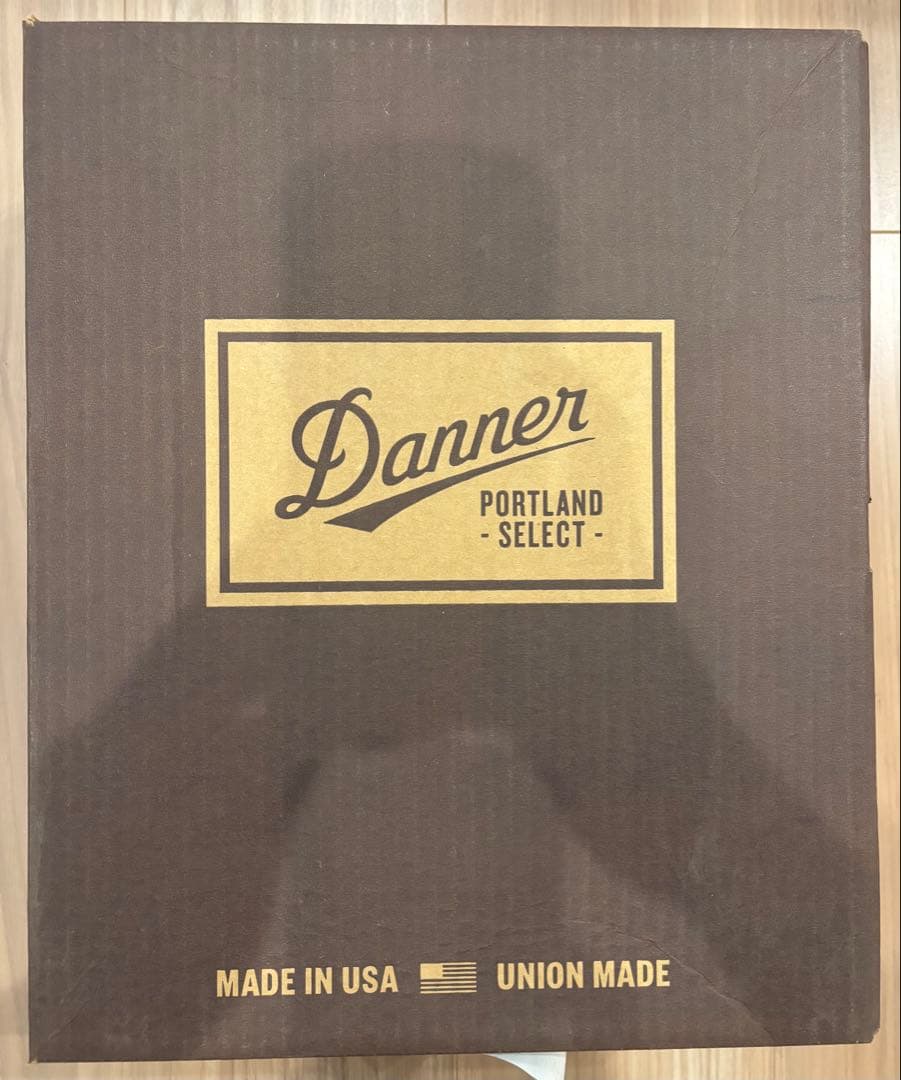 Danner
PORTLAND
- SELECT -
MADE IN USA UNION MADE